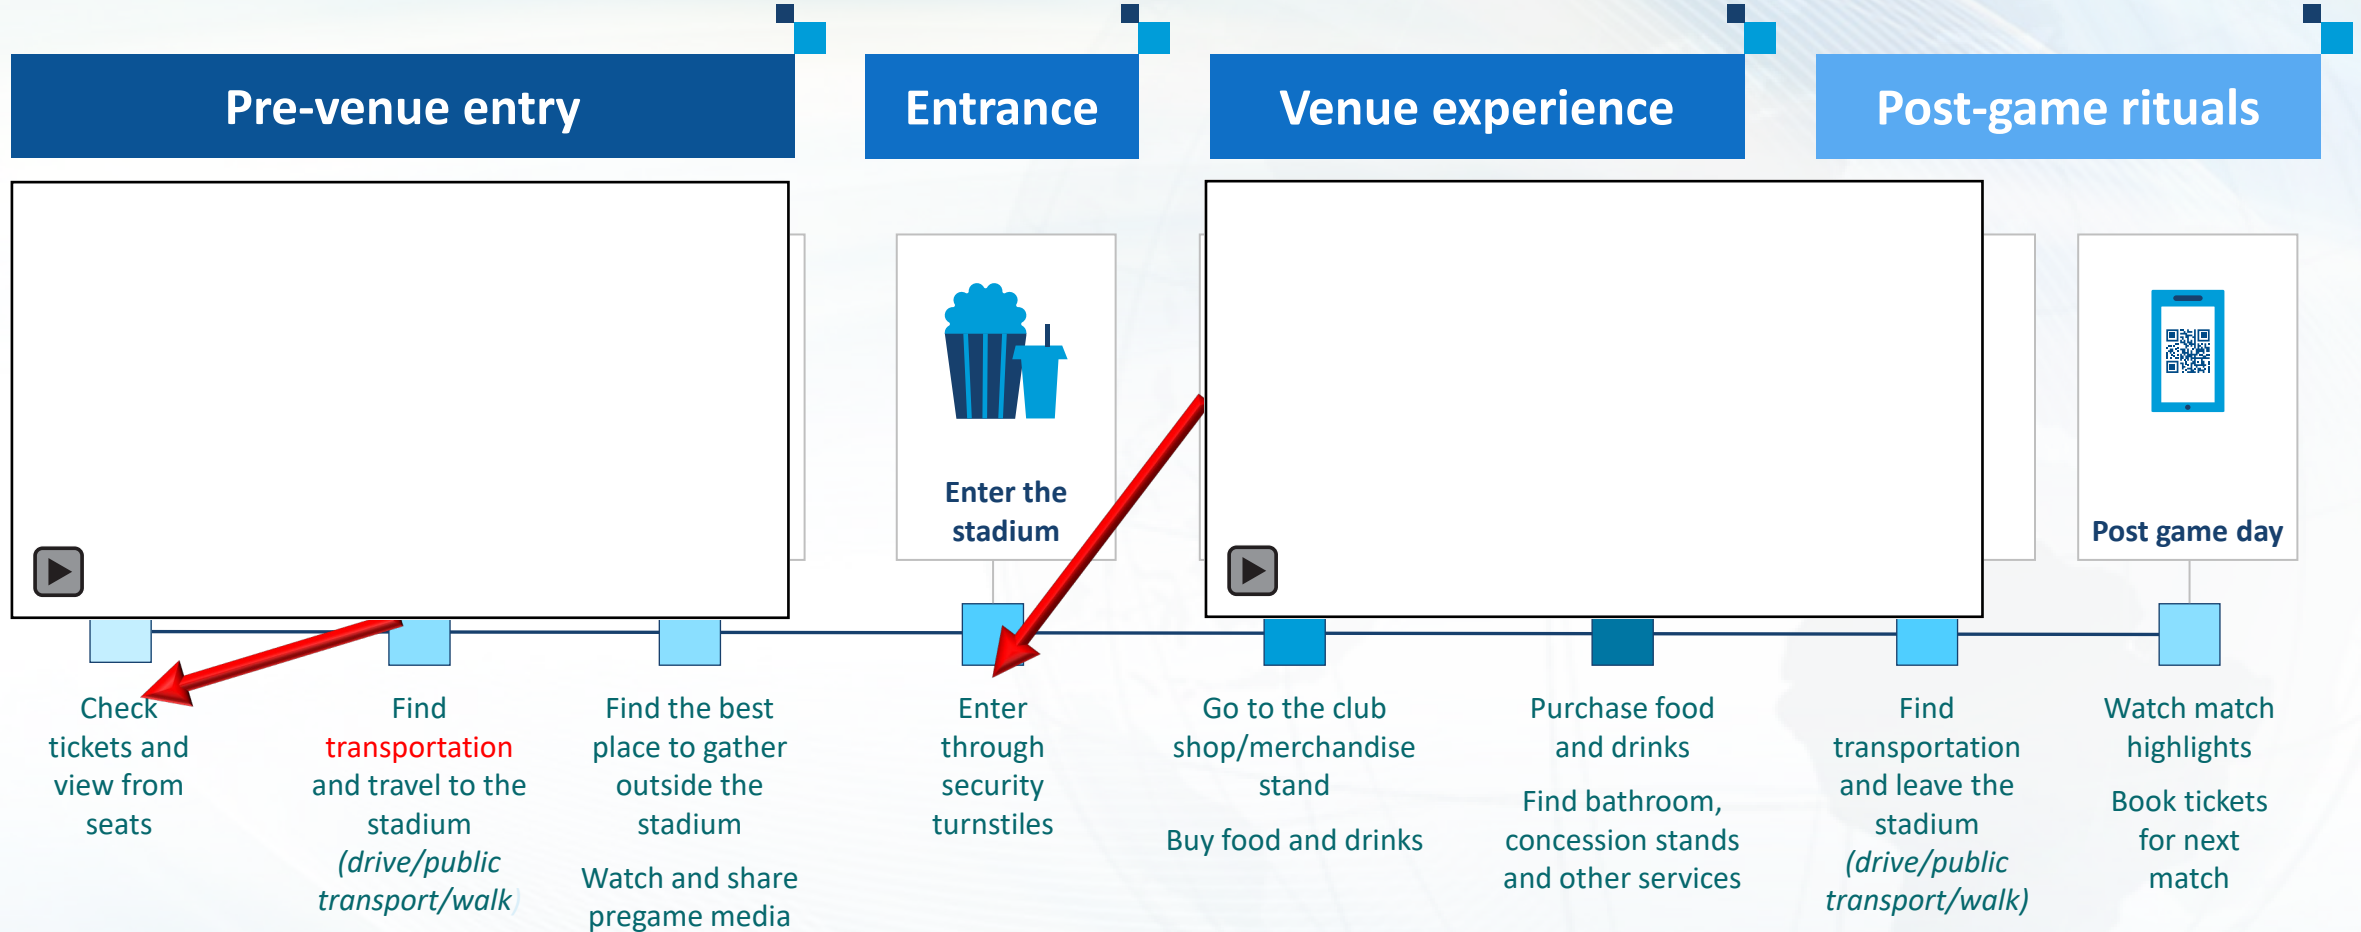 Pre-venue entry
Entrance
Venue experience
Post-game rituals
Enter the
stadium
Post game day
Check
tickets and
view from
seats
Find
transportation
and travel to the
stadium
(drive/public
transport/walk)
Find the best
place to gather
outside the
stadium
Watch and share
pregame media
Enter
through
security
turnstiles
Go to the club
shop/merchandise
stand
Buy food and drinks
Purchase food
and drinks
Find bathroom,
concession stands
and other services
Find
transportation
and leave the
stadium
(drive/public
transport/walk)
Watch match
highlights
Book tickets
for next
match